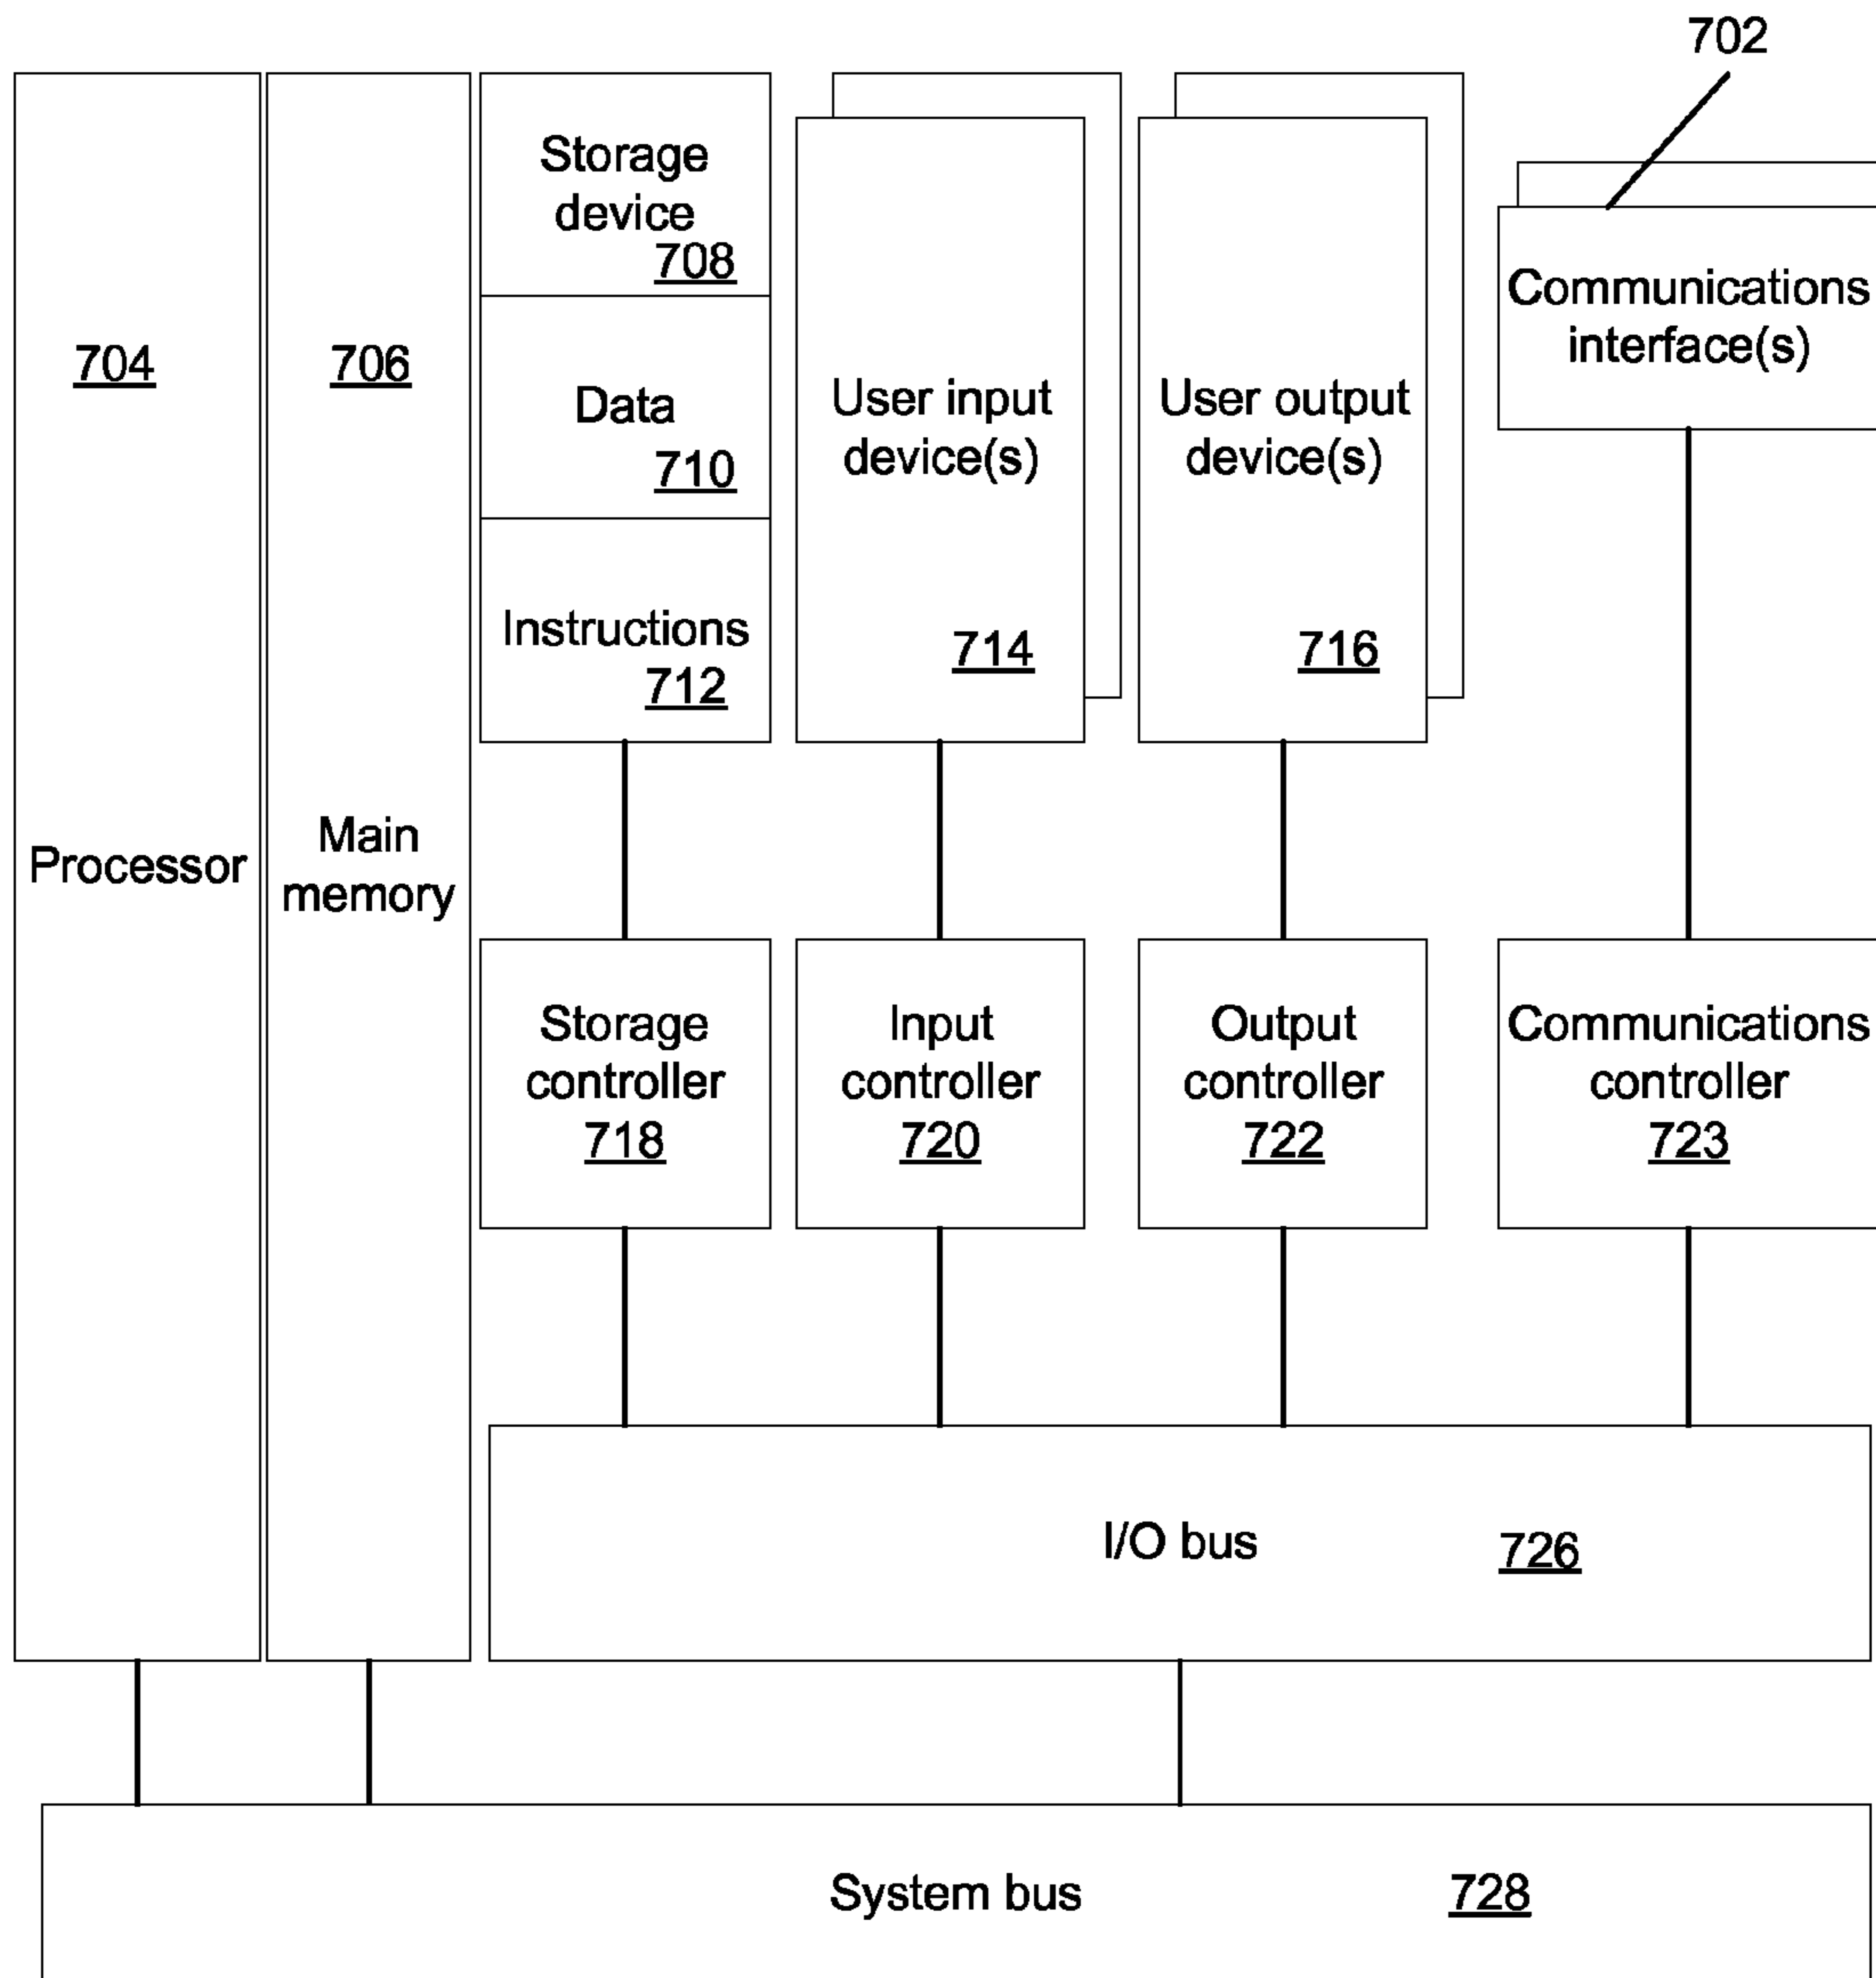 702
Storage
device
708
704
706
Data
710
Instructions
712
User input
device(s)
714
User output
device(s)
716
Communications
interface(s)
Processor
Main
memory
Storage
controller
718
Input
controller
720
Output
controller
722
Communications
controller
723
I/O bus
726
System bus
728